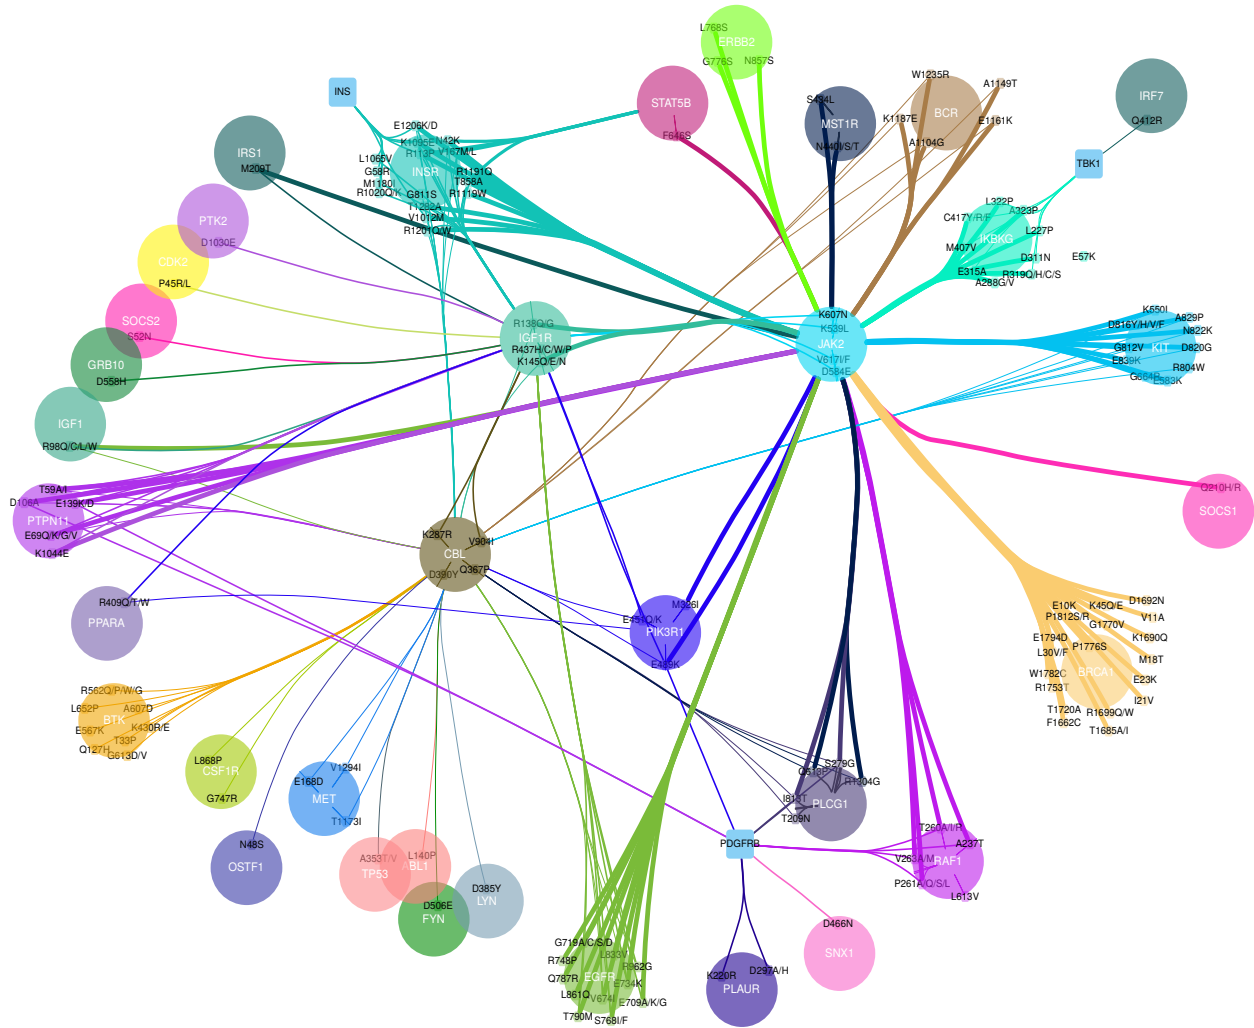 L768S
ERBB2
G776S
N857S
INS
STAT5B
F646S
S434L
MST1R
N440I/S/T
W1235R
A1149T
K1187E
BCR
E1161K
A1104G
IRF7
Q412R
TBK1
IRS1
M209T
E1206K/D
K1095E
N42K
R113P
V167M/L
L1065V
G58R
INSR
R1191Q
M1180I
T858A
R1020Q/K
G811S
R1119W
V1012M
R1201Q/W
PTK2
D1030E
CDK2
P45R/L
L322P
A323P
C417Y/R/F
L227P
IKBKG
M407V
D311N
E57K
E315A
R319Q/H/C/S
A288G/V
SOCS2
S52N
R138Q/G
IGF1R
R437H/C/W/P
K145Q/E/N
K607N
K539L
JAK2
V617I/F
D584E
K550I
A829P
D816Y/H/V/F
N822K
G812V
KIT
D820G
E839K
R804W
G664R
E583K
GRB10
D558H
IGF1
R98Q/G/L/W
T59A/I
D106A
E139K/D
PTPN11
E69Q/K/G/V
K1044E
Q210H/R
SOCS1
K287R
V904I
CBL
Q367P
D390Y
R409Q/T/W
PPARA
M326I
E451Q/K
PIK3R1
E489K
E10K
K45Q/E
D1692N
P1812S/R
G1770V
V11A
E1794D
P1776S
K1690Q
L30V/F
M18T
W1782C
BRCA1
E23K
R1753T
I21V
T1720A
R1699Q/W
F1662C
T1685A/I
R562Q/P/W/G
L652P
A607D
BTK
E567K
K430R/E
T33P
Q127H
G613D/V
L868P
CSF1R
G747R
V1294I
E168D
MET
T1173I
S279G
R1304G
I813T
PLCG1
T209N
N48S
OSTF1
A353T/V
L140P
TP53
ABL1
D385Y
LYN
D506E
FYN
PDGFRB
T260A/I/R
A237T
V263A/M
RAF1
P261A/Q/S/L
L613V
D466N
SNX1
K220R
D297A/H
PLAUR
G719A/C/S/D
L833V
R748P
R962G
Q787R
EGFR
E734K
L861Q
V674I
E709A/K/G
T790M
S768I/F